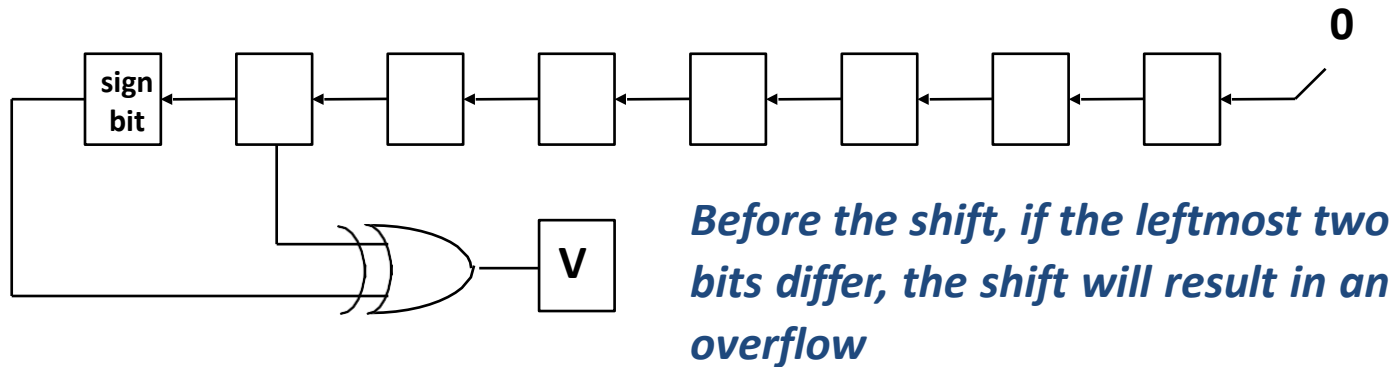 0
sign
bit
V
Before the shift, if the leftmost two
bits differ, the shift will result in an
overflow